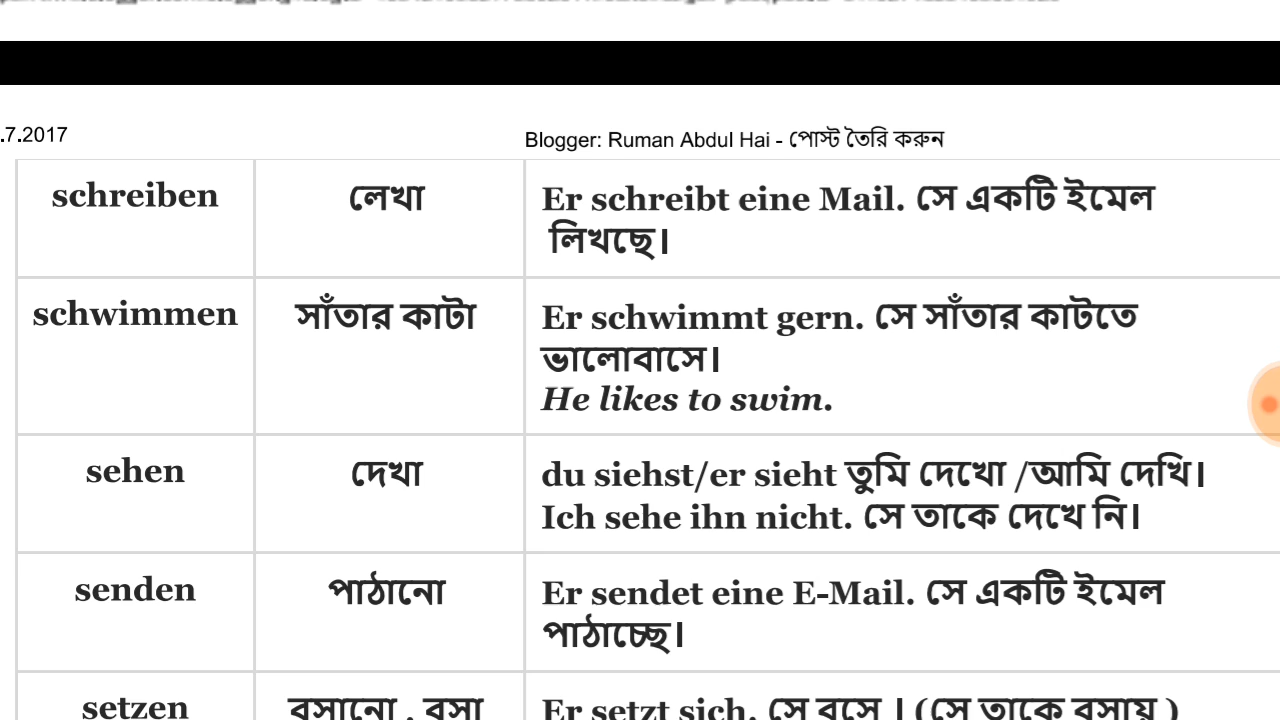 .7.2017
Blogger: Ruman Abdul Hai - পোস্ট তৈরি করুন
schreiben
লেখা
Er schreibt eine Mail. সে একটি ইমেল
লিখছে।
schwimmen
সাঁতার কাটা
Er schwimmt gern. সে সাঁতার কাটতে
ভালোবাসে।
He likes to swim.
sehen
দেখা
du siehst/er sieht তুমি দেখো /আমি দেখি।
Ich sehe ihn nicht. সে তাকে দেখে নি।
senden
পাঠানো
Er sendet eine E-Mail. সে একটি ইমেল
পাঠাচ্ছে।
setzen
বসানো , বসা
Er setzt sich. সে বসে । (সে তাকে বসায় )